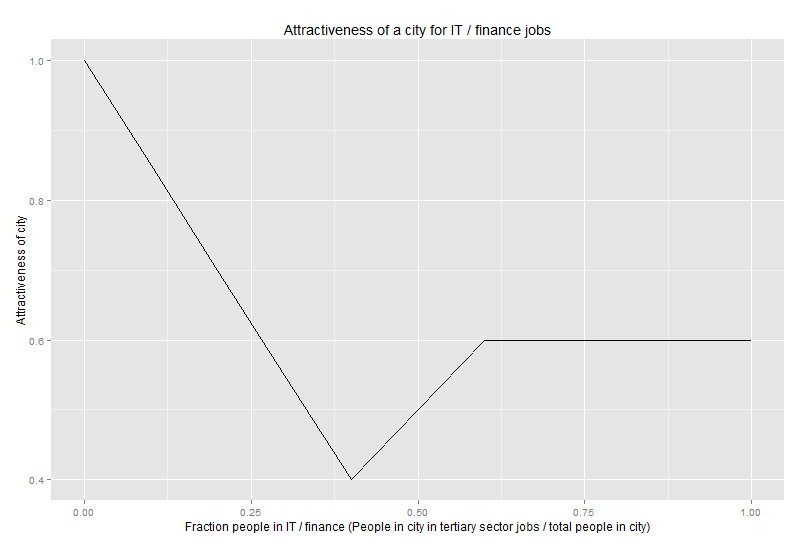 Attractiveness of a city for IT / finance jobs
1.0
0.8
0.6
0.4
Attractiveness of city
0.00 0.25 0.50 0.75 1.00
Fraction people in IT / finance (People in city in tertiary sector jobs / total people in city)